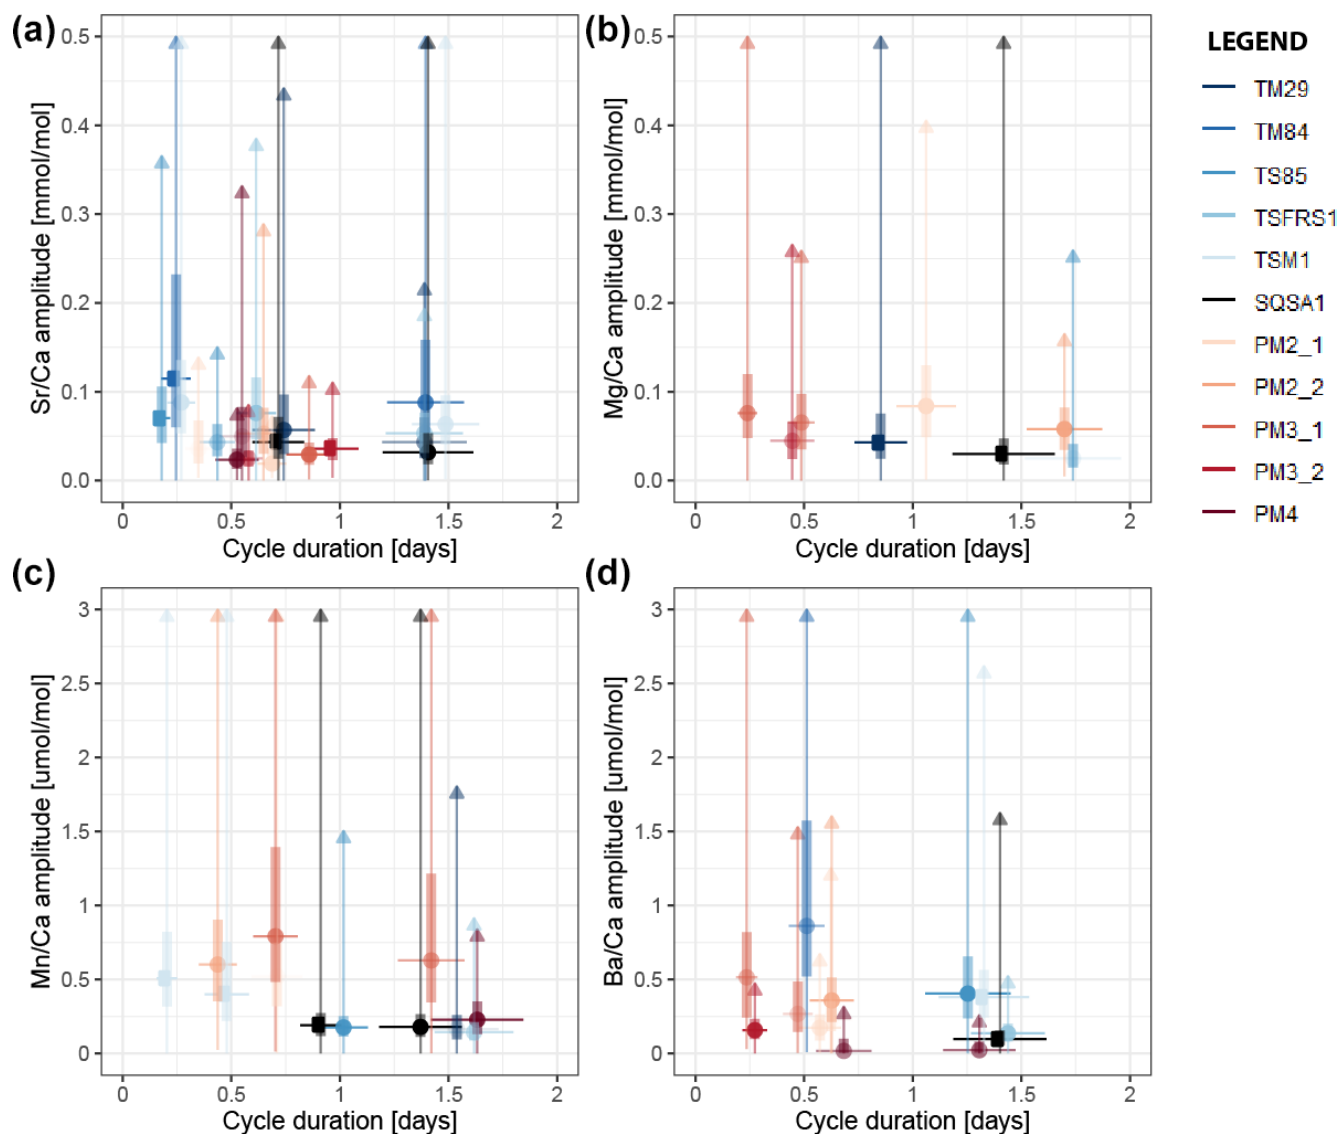 (a)
0.5
0.4
0.3
0.2
0.1
0.0
Sr/Ca amplitude [mmol/mol]
0 0.5 1 1.5 2
Cycle duration [days]
(b)
0.5
0.4
0.3
0.2
0.1
0.0
Mg/Ca amplitude [mmol/mol]
0 0.5 1 1.5 2
Cycle duration [days]
LEGEND
TM29
TM84
TS85
TSFRS1
TSM1
SQSA1
PM2_1
PM2_2
PM3_1
PM3_2
PM4
(c)
3
2.5
2
1.5
1
0.5
0
Mn/Ca amplitude [umol/mol]
0 0.5 1 1.5 2
Cycle duration [days]
(d)
3
2.5
2
1.5
1
0.5
0
Ba/Ca amplitude [umol/mol]
0 0.5 1 1.5 2
Cycle duration [days]